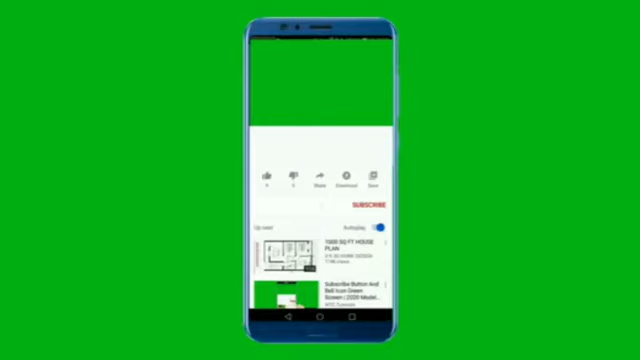 Share Download Save
SUBSCRIBE
Up next Autoplay
1000 SQ FT HOUSE
PLAN
Subscribe Button And
Bell Icon Green
Screen | 2020 Model...